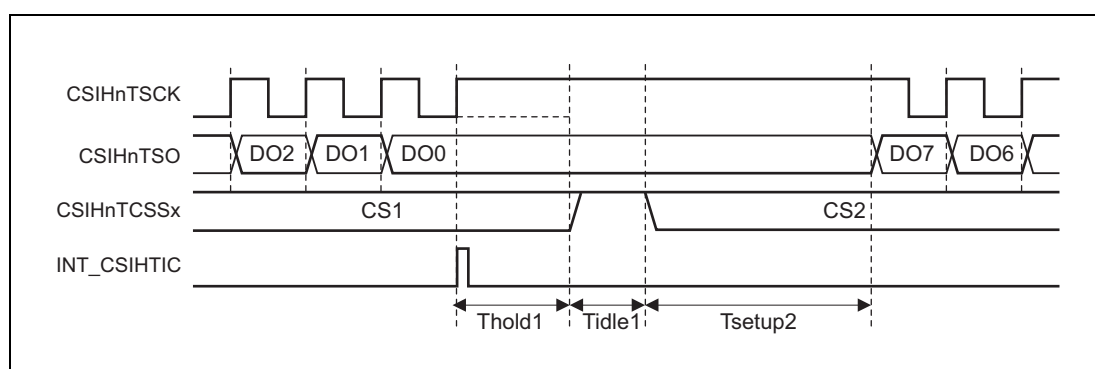 CSIHnTSCK
CSIHnTSO DO2 DO1 DO0 DO7 DO6
CSIHnTCSSx CS1 CS2
INT_CSIHTIC
Thold1 Tidle1 Tsetup2